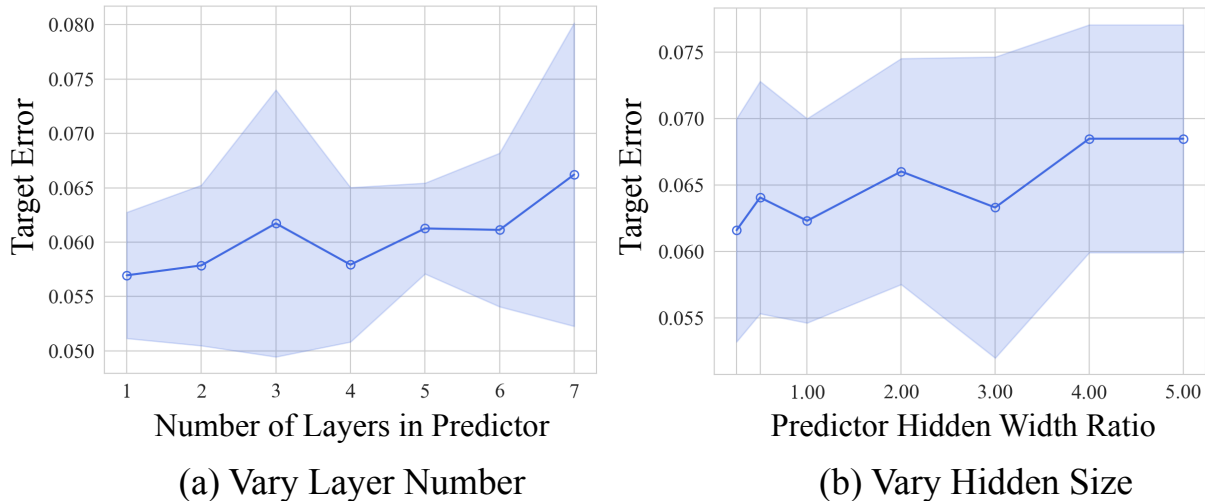 0.080
0.075
0.070
0.065
0.060
0.055
0.050
Target Error
1 2 3 4 5 6 7
Number of Layers in Predictor
(a) Vary Layer Number
0.075
0.070
0.065
0.060
0.055
Target Error
1.00 2.00 3.00 4.00 5.00
Predictor Hidden Width Ratio
(b) Vary Hidden Size